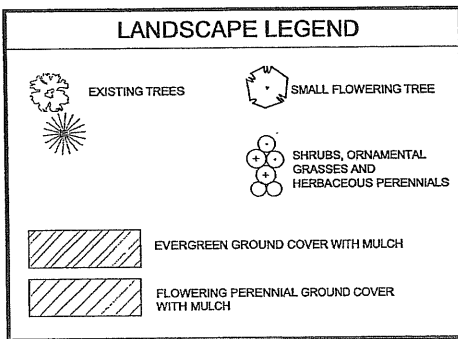 LANDSCAPE LEGEND
EXISTING TREES
SMALL FLOWERING TREE
SHRUBS, ORNAMENTAL
GRASSES AND
HERBACEOUS PERENNIALS
EVERGREEN GROUND COVER WITH MULCH
FLOWERING PERENNIAL GROUND COVER
WITH MULCH